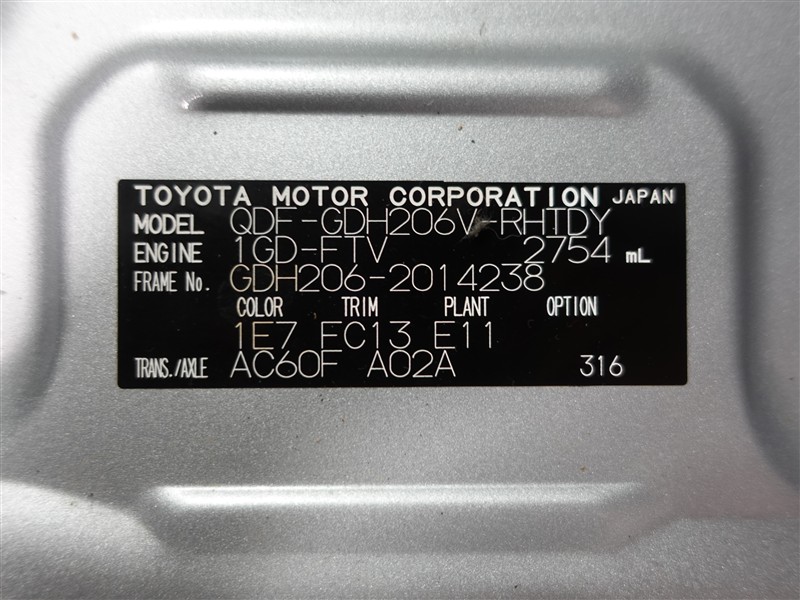 TOYOTA MOTOR CORPORATION JAPAN
MODEL QDF-GDH206V-RHTDY
ENGINE 1GD-FTV 2754 mL
FRAME No. GDH206-2014238
COLOR TRIM PLANT OPTION
1E7 FC13 E11
TRANS./AXLE AC60F A02A 316